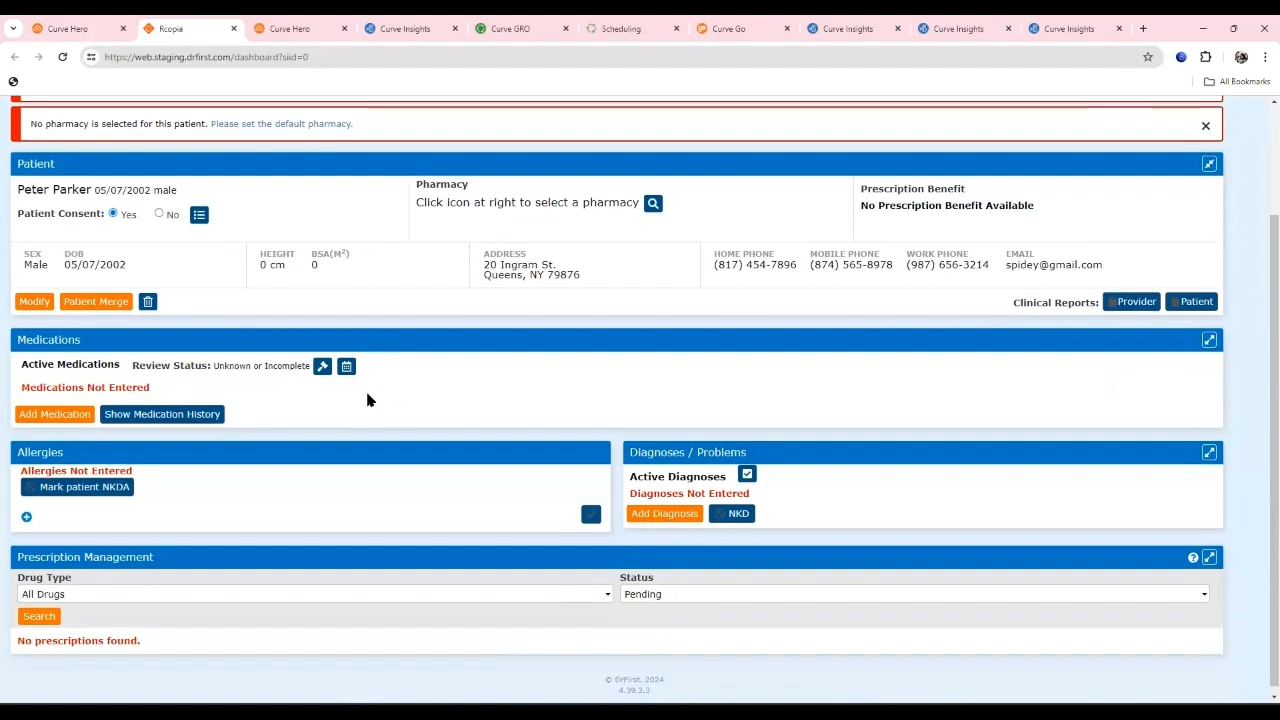 Curve Hero
Rcopia
Curve Hero
Curve Insights
Curve GRO
Scheduling
Curve Go
Curve Insights
Curve Insights
Curve Insights
https://web.staging.drfirst.com/dashboard?siid=0
All Bookmarks
No pharmacy is selected for this patient. Please set the default pharmacy.
Patient
Peter Parker 05/07/2002 male
Patient Consent: Yes No
Pharmacy
Click icon at right to select a pharmacy
Prescription Benefit
No Prescription Benefit Available
SEX
Male
DOB
05/07/2002
HEIGHT
0 cm
BSA(M²)
0
ADDRESS
20 Ingram St.
Queens, NY 79876
HOME PHONE
(817) 454-7896
MOBILE PHONE
(874) 565-8978
WORK PHONE
(987) 656-3214
EMAIL
spidey@gmail.com
Modify
Patient Merge
Clinical Reports: Provider Patient
Medications
Active Medications Review Status: Unknown or Incomplete
Medications Not Entered
Add Medication
Show Medication History
Allergies
Allergies Not Entered
Mark patient NKDA
Diagnoses / Problems
Active Diagnoses
Diagnoses Not Entered
Add Diagnosis
NKD
Prescription Management
?
Drug Type
All Drugs
Status
Pending
Search
No prescriptions found.
© DrFirst, 2024
4.39.3.3